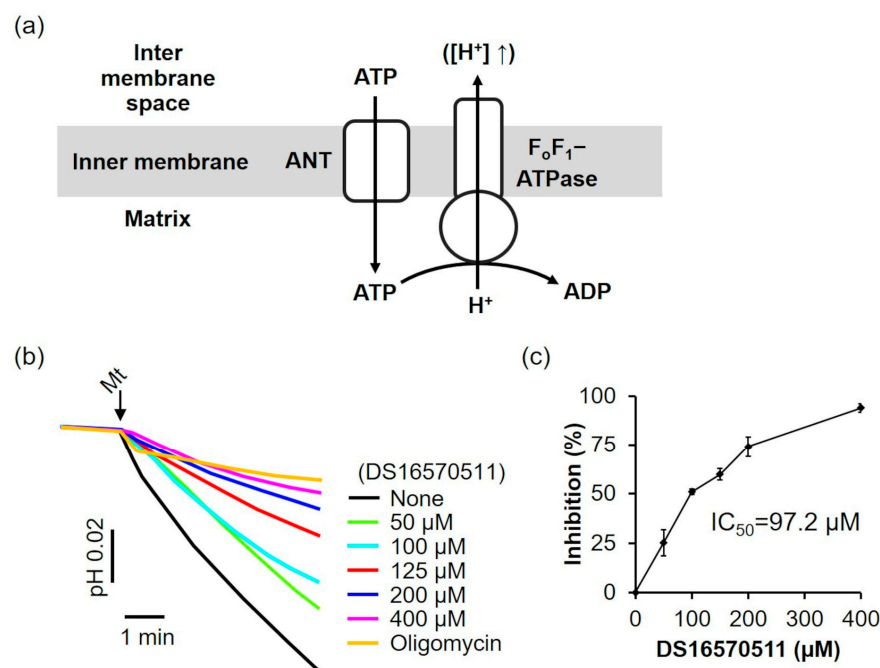 (a)
Inter
membrane
space
ATP
([H⁺] ↑)
Inner membrane
ANT
FₒF₁–
ATPase
Matrix
ATP
H⁺
ADP
(b)
Mt
pH 0.02
1 min
(DS16570511)
None
50 µM
100 µM
125 µM
200 µM
400 µM
Oligomycin
(c)
Inhibition (%)
100
75
50
25
0
IC₅₀=97.2 µM
0 100 200 300 400
DS16570511 (µM)